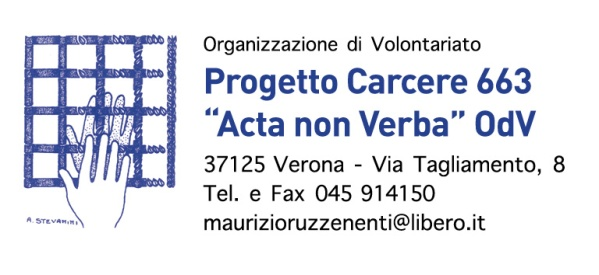 Organizzazione di Volontariato
Progetto Carcere 663
“Acta non Verba” OdV
37125 Verona - Via Tagliamento, 8
Tel. e Fax 045 914150
maurizioruzzenenti@libero.it
A. STEVANINI